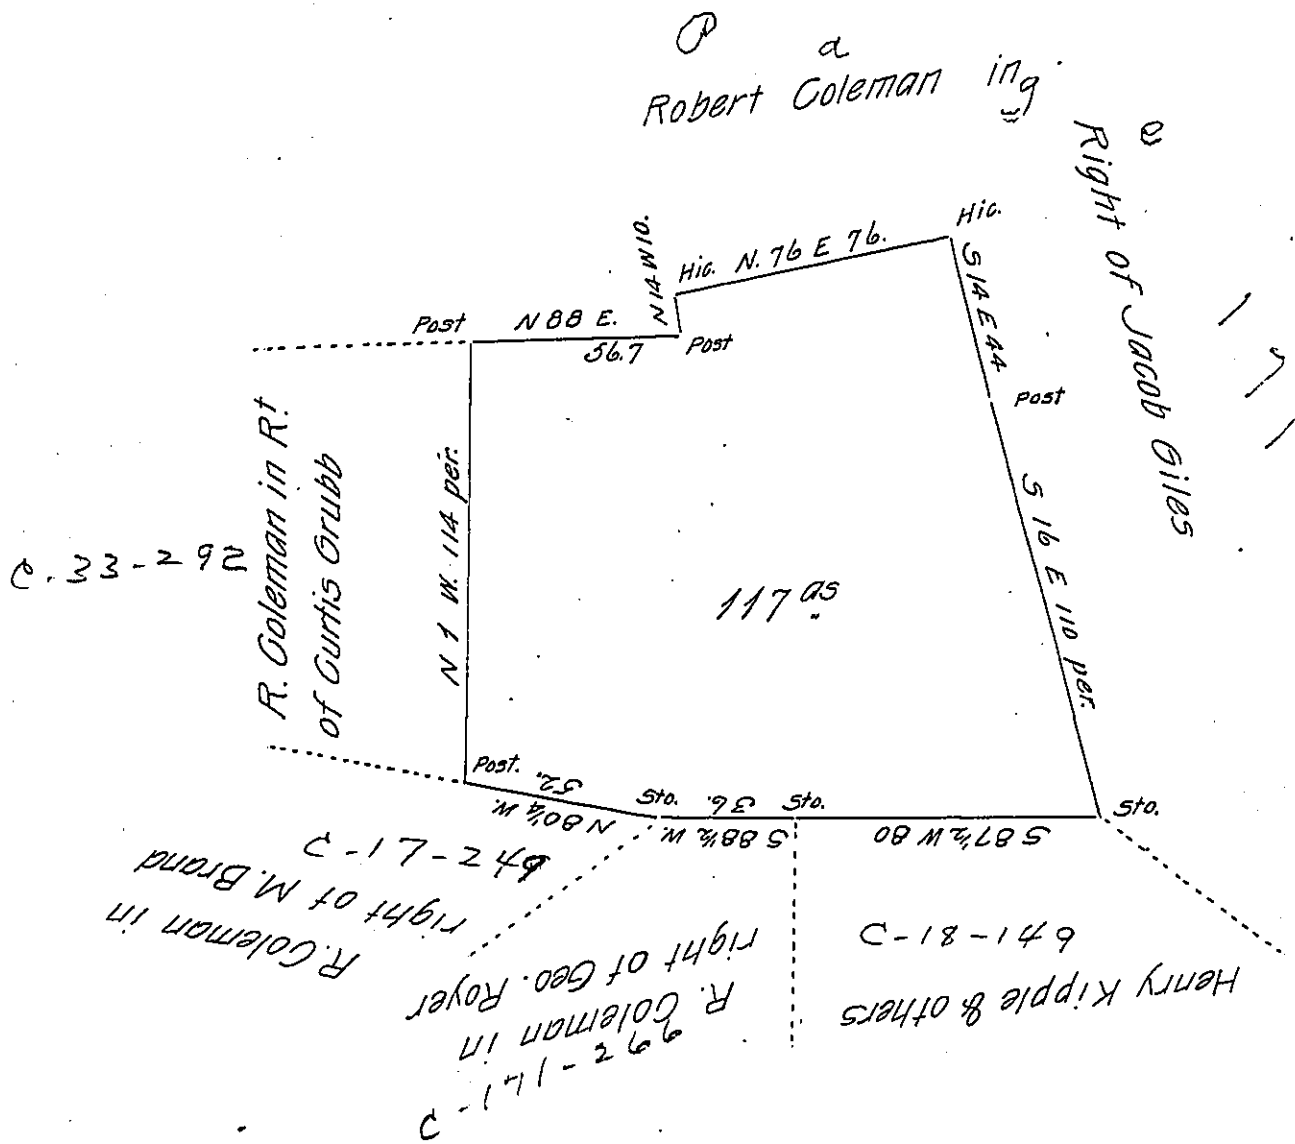 P a g e
Robert Coleman in
Right of Jacob Giles
Hic.
N 14 W 10.
Hic. N. 76 E 76.
S 14 E 44
Post
N 88 E.
56.7
Post
Post
R. Coleman in Rt.
of Curtis Grubb
C. 33-292
N 1 W. 114 per.
117 as
S 16 E 110 per.
Post.
52.
N 80¼ W.
Sto.
36.
S 88½ W.
Sto.
S 87½ W 80
Sto.
R. Coleman in
right of M. Brand
C-17-249
R. Coleman in
right of Geo. Royer
Henry Kipple & others
C-18-149